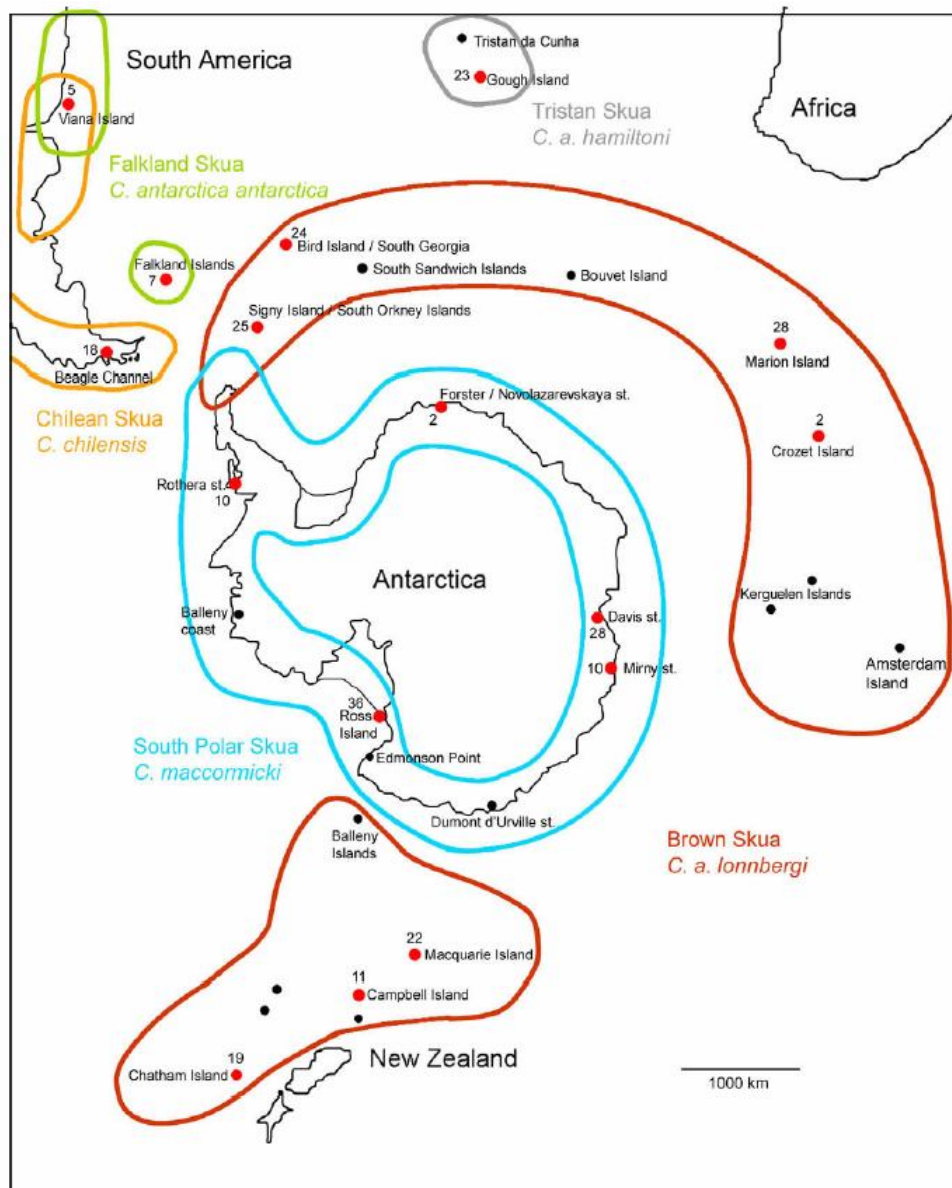 South America
Tristan da Cunha
23
Gough Island
Africa
5
Viana Island
Tristan Skua
C. a. hamiltoni
Falkland Skua
C. antarctica antarctica
24
Bird Island / South Georgia
Falkland Islands
7
South Sandwich Islands
Bouvet Island
Signy Island / South Orkney Islands
25
28
Marion Island
18
Beagle Channel
Forster / Novolazarevskaya st.
2
Chilean Skua
C. chilensis
2
Crozet Island
Rothera st.
10
Antarctica
Kerguelen Islands
Balleny
coast
Davis st.
28
10
Mirny st.
Amsterdam
Island
36
Ross
Island
South Polar Skua
C. maccormicki
Edmonson Point
Dumont d'Urville st.
Balleny
Islands
Brown Skua
C. a. lonnbergi
22
Macquarie Island
11
Campbell Island
19
Chatham Island
New Zealand
1000 km